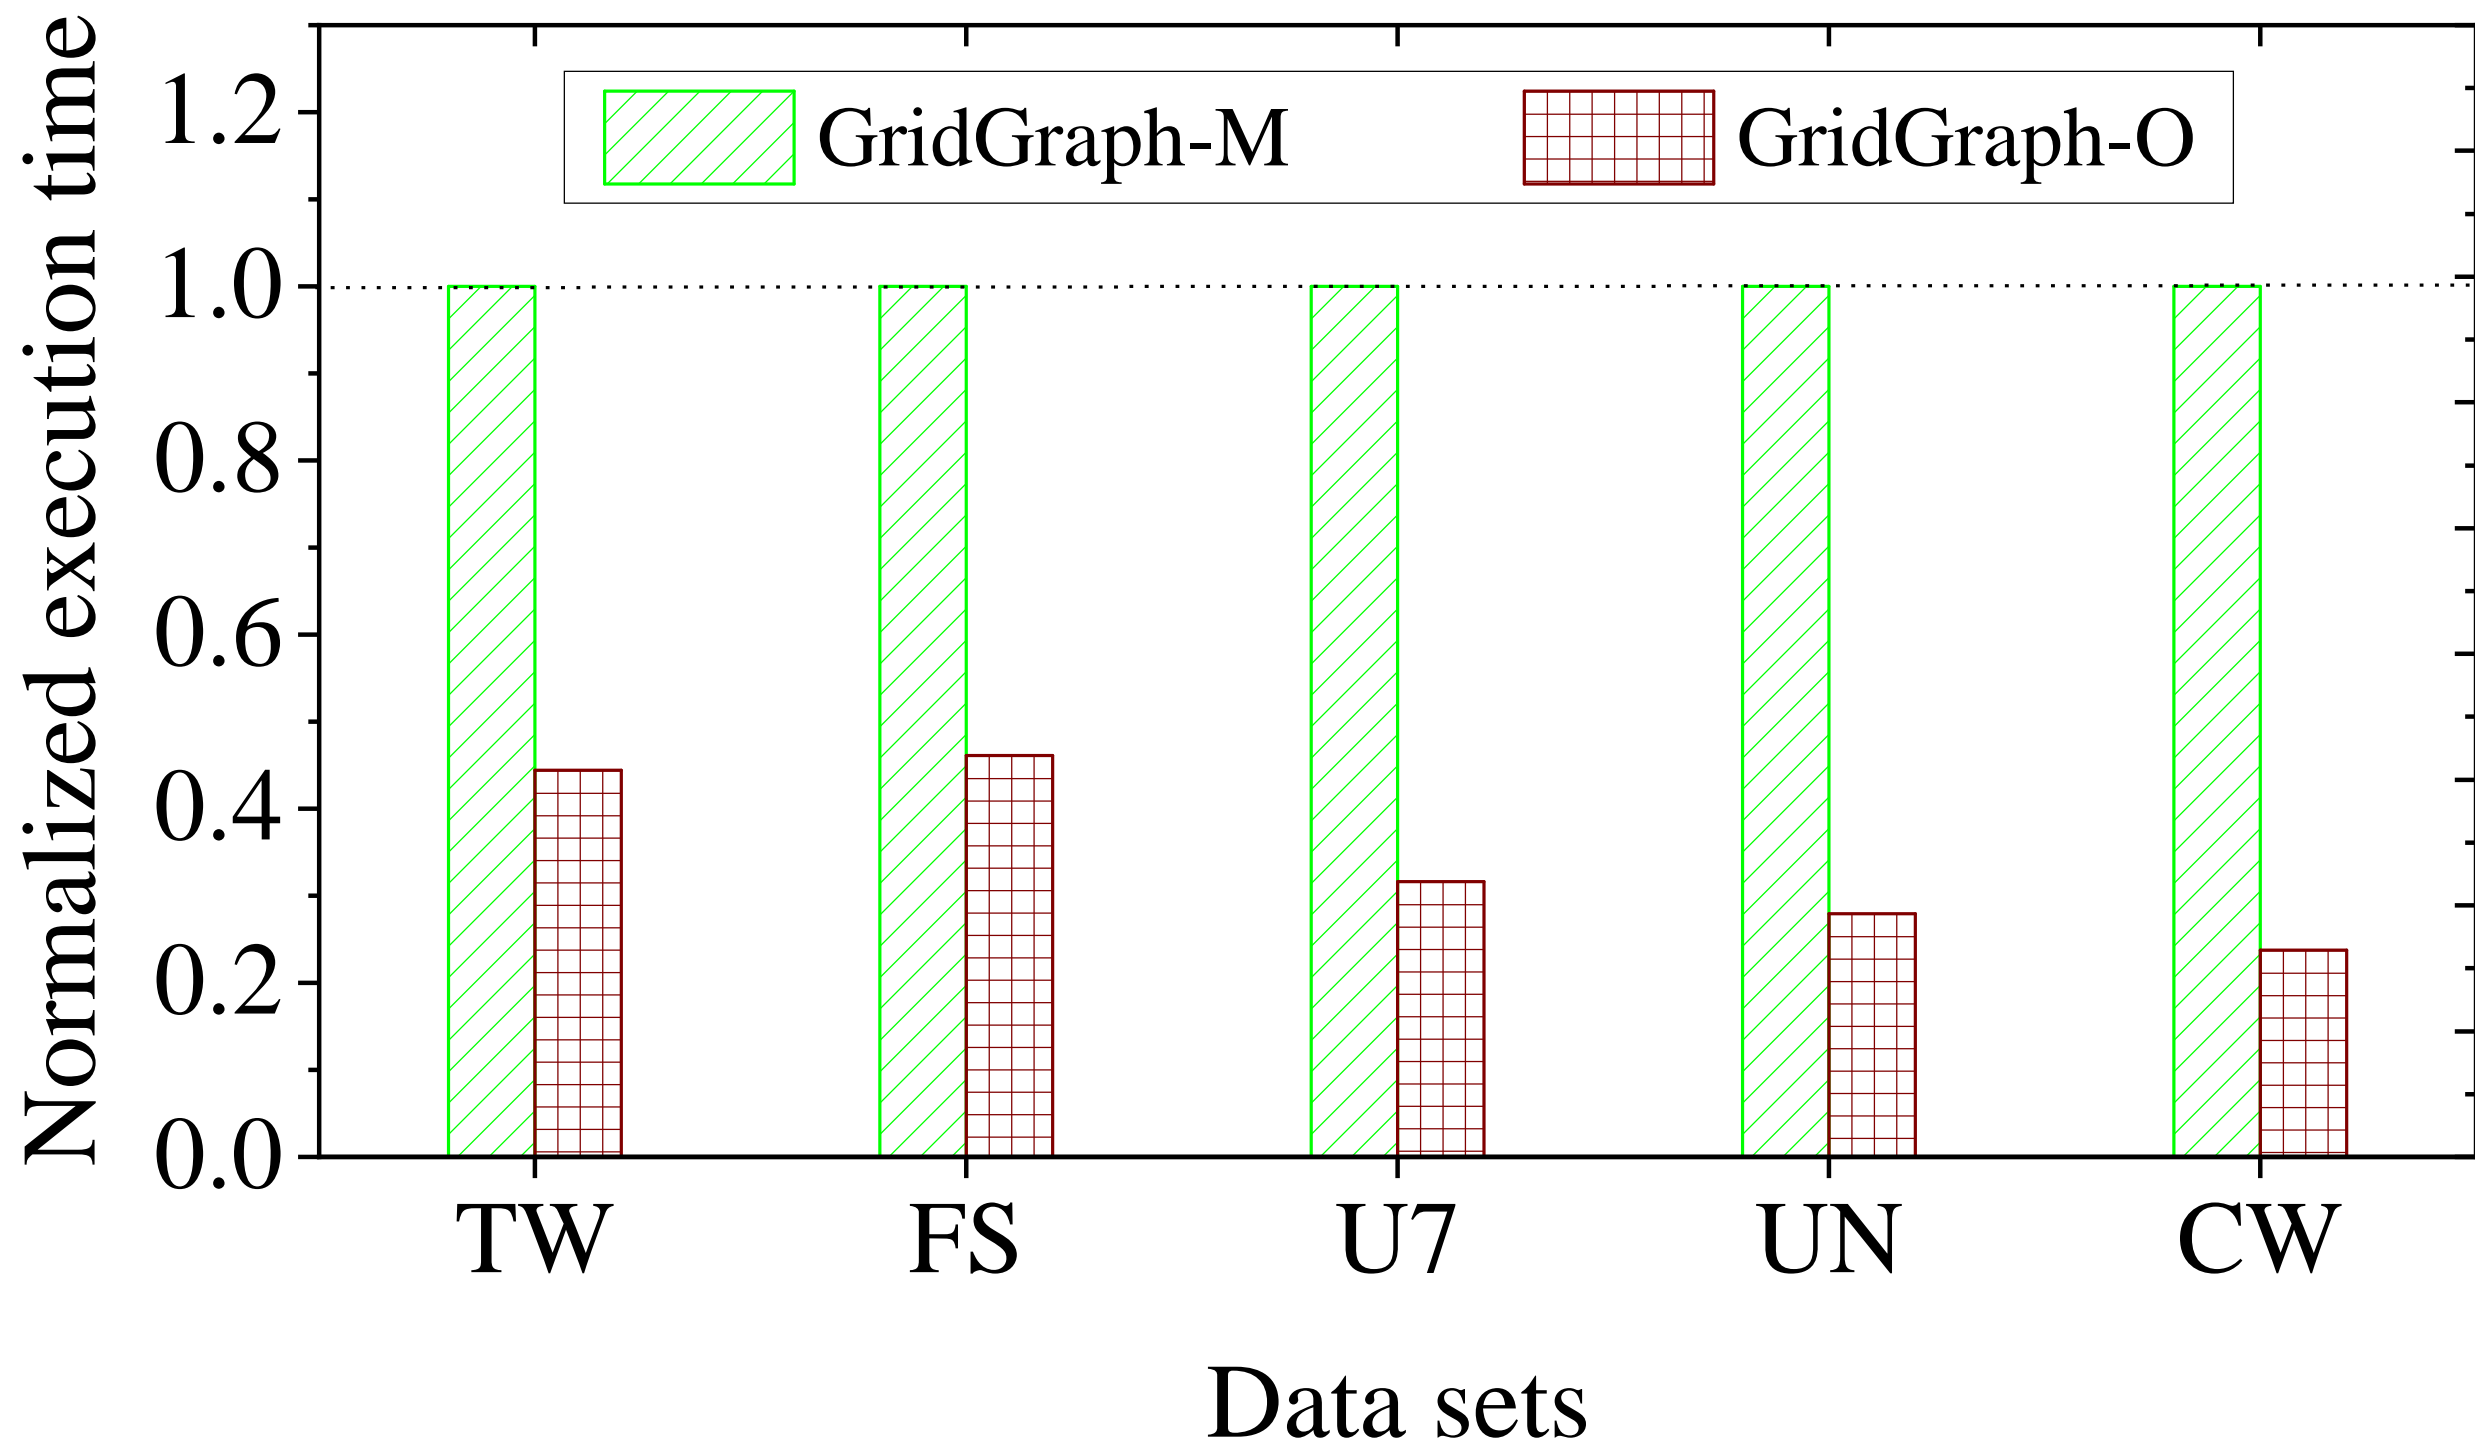 Normalized execution time
1.2
1.0
0.8
0.6
0.4
0.2
0.0
GridGraph-M GridGraph-O
TW FS U7 UN CW
Data sets